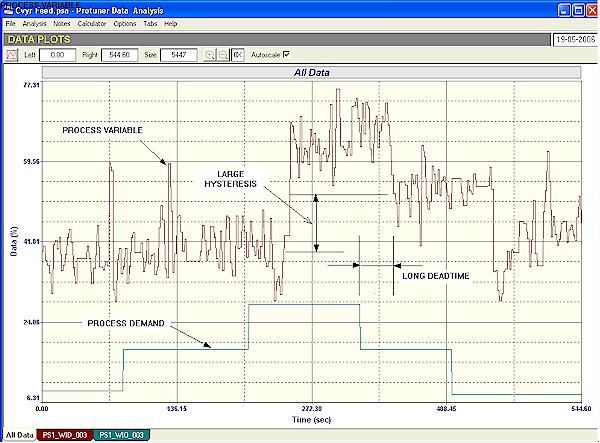 PROCESS VARIABLE
Cvyr Feed.psa - Protuner Data Analysis
File Analysis Notes Calculator Options Tabs Help
DATA PLOTS
19-05-2006
Left 0.00 Right 544.60 Size 5447 Autoscale
All Data
77.31
59.56
41.81
24.06
6.31
Data (%)
PROCESS VARIABLE
LARGE
HYSTERESIS
LONG DEADTIME
PROCESS DEMAND
0.00 136.15 272.30 408.45 544.60
Time (sec)
All Data PS1_WID_003 PS1_WIO_003